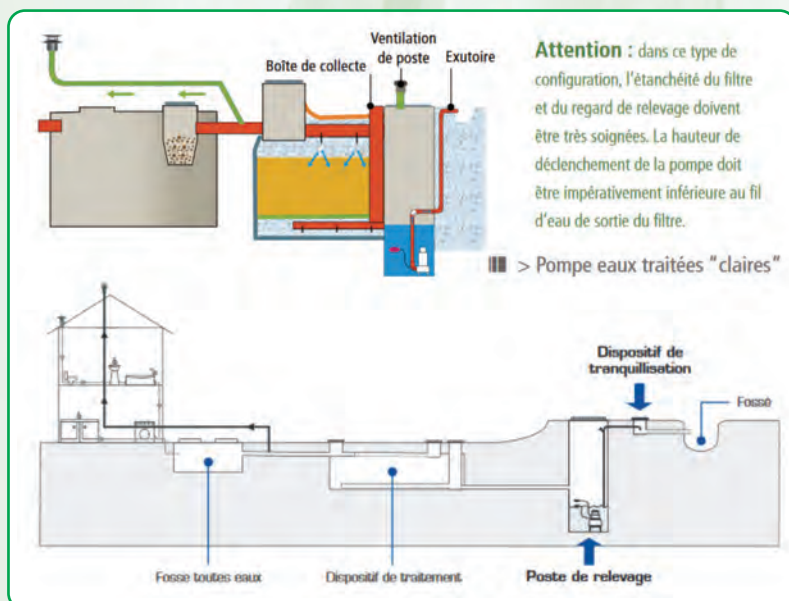 Ventilation
de poste
Exutoire
Boîte de collecte
Attention : dans ce type de
configuration, l'étanchéité du filtre
et du regard de relevage doivent
être très soignées. La hauteur de
déclenchement de la pompe doit
être impérativement inférieure au fil
d'eau de sortie du filtre.
> Pompe eaux traitées "claires"
Dispositif de
tranquillisation
Fossé
Fosse toutes eaux
Dispositif de traitement
Poste de relevage